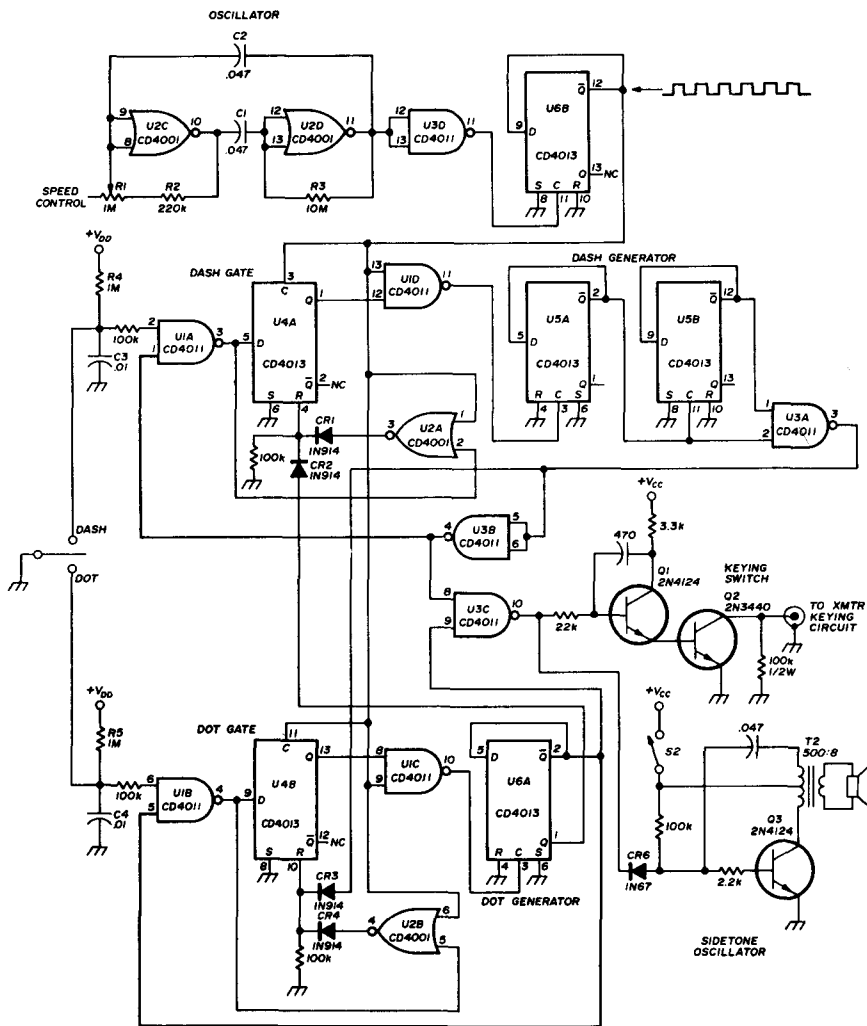 OSCILLATOR
C2
.047
9
8
U2C
CD4001
10
C1
.047
12
13
U2D
CD4001
11
12
13
U3D
CD4011
11
9
D
U6B
CD4013
Q̅
12
Q
13
NC
S
C
R
8
11
10
SPEED
CONTROL
R1
1M
R2
220k
R3
10M
+VDD
R4
1M
100k
C3
.01
2
1
U1A
CD4011
3
DASH GATE
3
C
5
D
U4A
CD4013
Q
1
Q̅
2
NC
S
R
6
4
13
12
U1D
CD4011
11
DASH GENERATOR
5
D
U5A
CD4013
Q̅
2
Q
1
R
C
S
4
3
6
9
D
U5B
CD4013
Q̅
12
Q
13
S
C
R
8
11
10
1
2
U3A
CD4011
3
100k
CR1
1N914
CR2
1N914
3
U2A
CD4001
1
2
DASH
DOT
4
U3B
CD4011
5
6
8
9
U3C
CD4011
10
22k
470
+VCC
3.3k
Q1
2N4124
KEYING
SWITCH
Q2
2N3440
TO XMTR
KEYING
CIRCUIT
100k
1/2W
+VDD
R5
1M
100k
C4
.01
6
5
U1B
CD4011
4
DOT GATE
11
C
9
D
U4B
CD4013
Q
13
Q̅
12
NC
S
R
8
10
8
9
U1C
CD4011
10
5
D
U6A
CD4013
Q̅
2
Q
1
R
C
S
4
3
6
DOT GENERATOR
CR3
1N914
CR4
1N914
100k
4
U2B
CD4001
6
5
+VCC
S2
100k
.047
T2
500:8
CR6
1N67
2.2k
Q3
2N4124
SIDETONE
OSCILLATOR